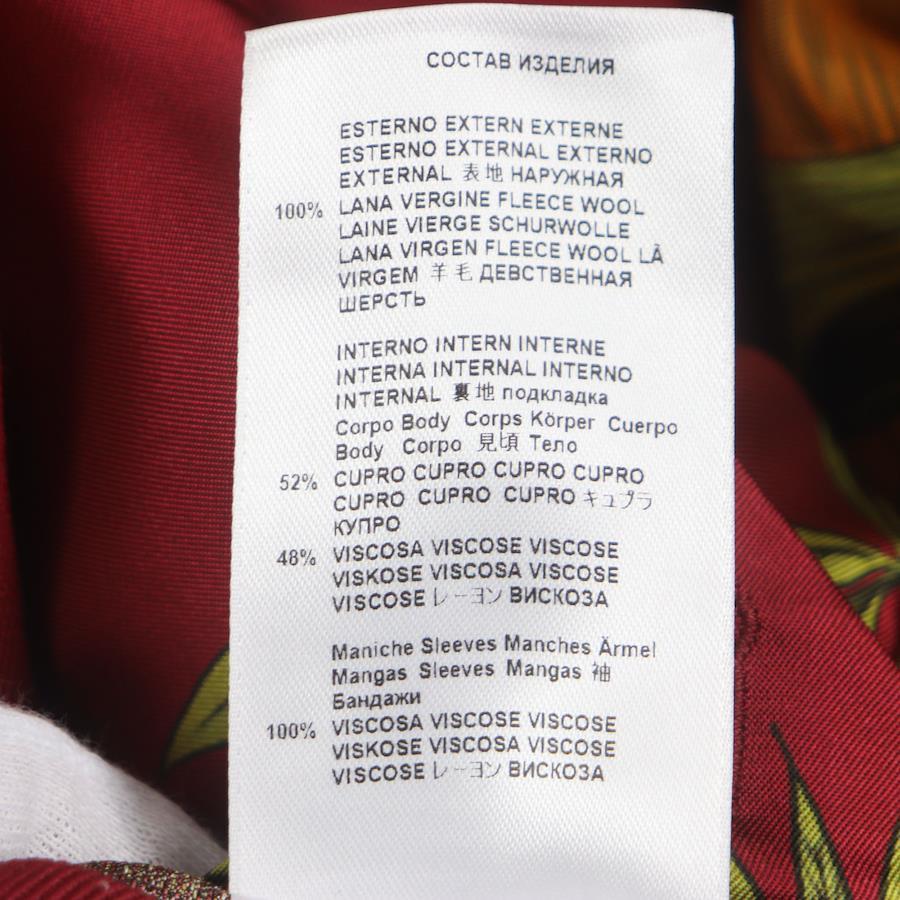 СОСТАВ ИЗДЕЛИЯ
ESTERNO EXTERN EXTERNE
ESTERNO EXTERNAL EXTERNO
EXTERNAL 表地 НАРУЖНАЯ
100% LANA VERGINE FLEECE WOOL
LAINE VIERGE SCHURWOLLE
LANA VIRGEN FLEECE WOOL LÃ
VIRGEM 羊毛 ДЕВСТВЕННАЯ
ШЕРСТЬ
INTERNO INTERN INTERNE
INTERNA INTERNAL INTERNO
INTERNAL 裏地 подкладка
Corpo Body Corps Körper Cuerpo
Body Corpo 見頃 Тело
52% CUPRO CUPRO CUPRO CUPRO
CUPRO CUPRO CUPRO キュプラ
КУПРО
48% VISCOSA VISCOSE VISCOSE
VISKOSE VISCOSA VISCOSE
VISCOSE レーヨン ВИСКОЗА
Maniche Sleeves Manches Ärmel
Mangas Sleeves Mangas 袖
Бандажи
100% VISCOSA VISCOSE VISCOSE
VISKOSE VISCOSA VISCOSE
VISCOSE レーヨン ВИСКОЗА